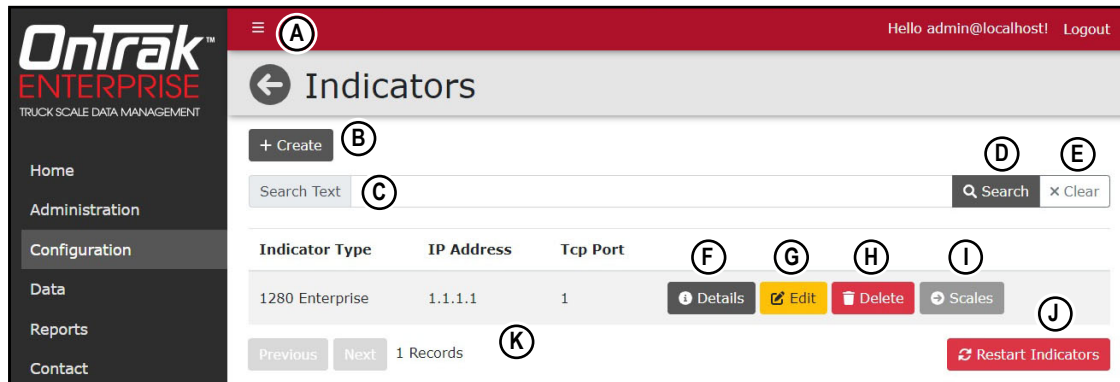 OnTrak™
ENTERPRISE
TRUCK SCALE DATA MANAGEMENT
Home
Administration
Configuration
Data
Reports
Contact
A
Hello admin@localhost! Logout
Indicators
+ Create B
Search Text C
D
E
Search × Clear
Indicator Type IP Address Tcp Port
F G H I
1280 Enterprise 1.1.1.1 1 Details Edit Delete Scales
J
K
Previous Next 1 Records Restart Indicators